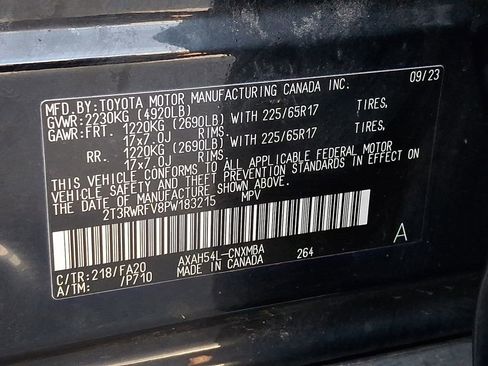 MFD.BY:TOYOTA MOTOR MANUFACTURING CANADA INC. 09/23
GVWR:2230KG (4920LB)
GAWR:FRT. 1220KG (2690LB) WITH 225/65R17 TIRES,
17x7.0J RIMS
RR. 1220KG (2690LB) WITH 225/65R17 TIRES,
17x7.0J RIMS
THIS VEHICLE CONFORMS TO ALL APPLICABLE FEDERAL MOTOR
VEHICLE SAFETY AND THEFT PREVENTION STANDARDS IN EFFECT ON
THE DATE OF MANUFACTURE SHOWN ABOVE.
2T3RWRFV8PW183215 MPV
C/TR:218/FA20 AXAH54L-CNXMBA 264 A
A/TM: /P710 MADE IN CANADA